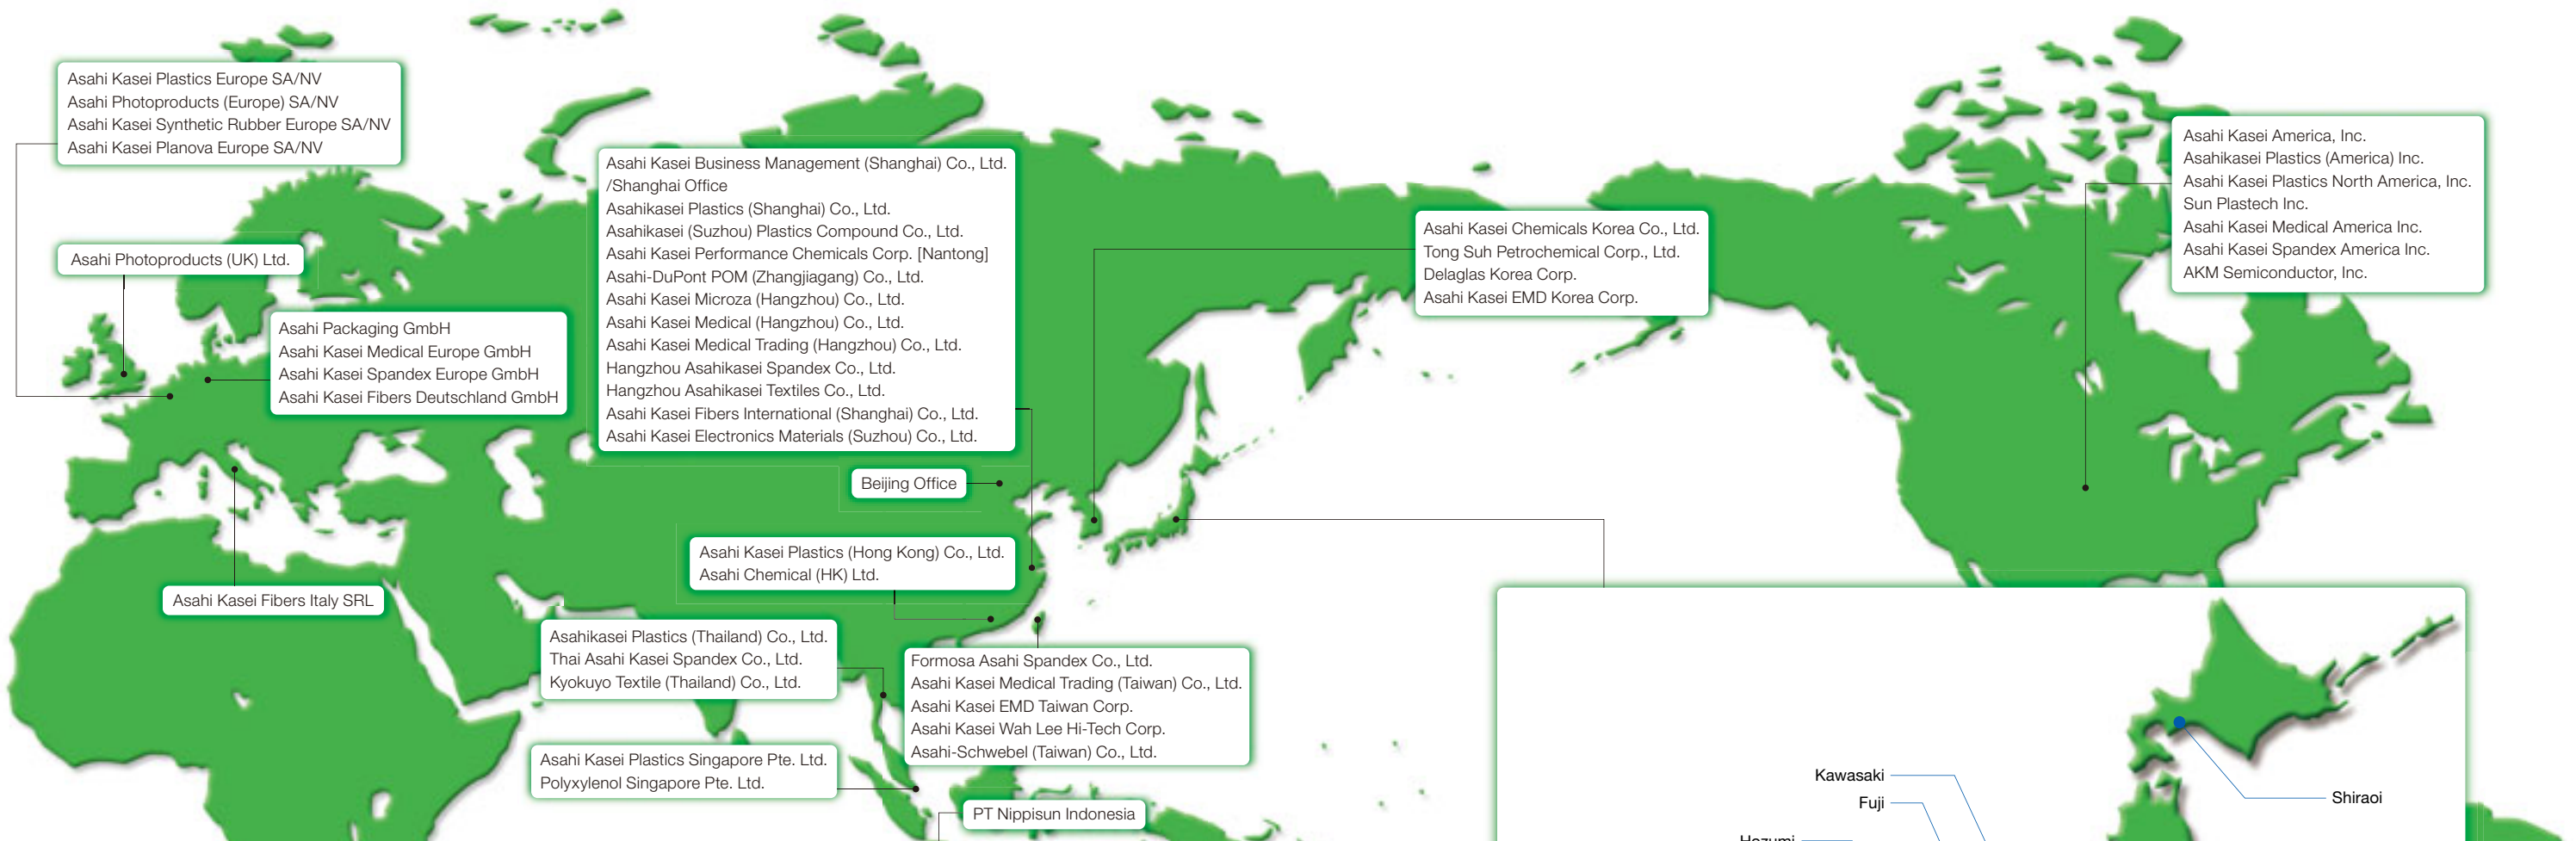 Asahi Kasei Plastics Europe SA/NV
Asahi Photoproducts (Europe) SA/NV
Asahi Kasei Synthetic Rubber Europe SA/NV
Asahi Kasei Planova Europe SA/NV
Asahi Photoproducts (UK) Ltd.
Asahi Packaging GmbH
Asahi Kasei Medical Europe GmbH
Asahi Kasei Spandex Europe GmbH
Asahi Kasei Fibers Deutschland GmbH
Asahi Kasei Fibers Italy SRL
Asahi Kasei Business Management (Shanghai) Co., Ltd.
/Shanghai Office
Asahikasei Plastics (Shanghai) Co., Ltd.
Asahikasei (Suzhou) Plastics Compound Co., Ltd.
Asahi Kasei Performance Chemicals Corp. [Nantong]
Asahi-DuPont POM (Zhangjiagang) Co., Ltd.
Asahi Kasei Microza (Hangzhou) Co., Ltd.
Asahi Kasei Medical (Hangzhou) Co., Ltd.
Asahi Kasei Medical Trading (Hangzhou) Co., Ltd.
Hangzhou Asahikasei Spandex Co., Ltd.
Hangzhou Asahikasei Textiles Co., Ltd.
Asahi Kasei Fibers International (Shanghai) Co., Ltd.
Asahi Kasei Electronics Materials (Suzhou) Co., Ltd.
Beijing Office
Asahi Kasei Plastics (Hong Kong) Co., Ltd.
Asahi Chemical (HK) Ltd.
Asahikasei Plastics (Thailand) Co., Ltd.
Thai Asahi Kasei Spandex Co., Ltd.
Kyokuyo Textile (Thailand) Co., Ltd.
Formosa Asahi Spandex Co., Ltd.
Asahi Kasei Medical Trading (Taiwan) Co., Ltd.
Asahi Kasei EMD Taiwan Corp.
Asahi Kasei Wah Lee Hi-Tech Corp.
Asahi-Schwebel (Taiwan) Co., Ltd.
Asahi Kasei Plastics Singapore Pte. Ltd.
Polyxylenol Singapore Pte. Ltd.
PT Nippisun Indonesia
Asahi Kasei Chemicals Korea Co., Ltd.
Tong Suh Petrochemical Corp., Ltd.
Delaglas Korea Corp.
Asahi Kasei EMD Korea Corp.
Asahi Kasei America, Inc.
Asahikasei Plastics (America) Inc.
Asahi Kasei Plastics North America, Inc.
Sun Plastech Inc.
Asahi Kasei Medical America Inc.
Asahi Kasei Spandex America Inc.
AKM Semiconductor, Inc.
Kawasaki
Fuji
Shiraoi